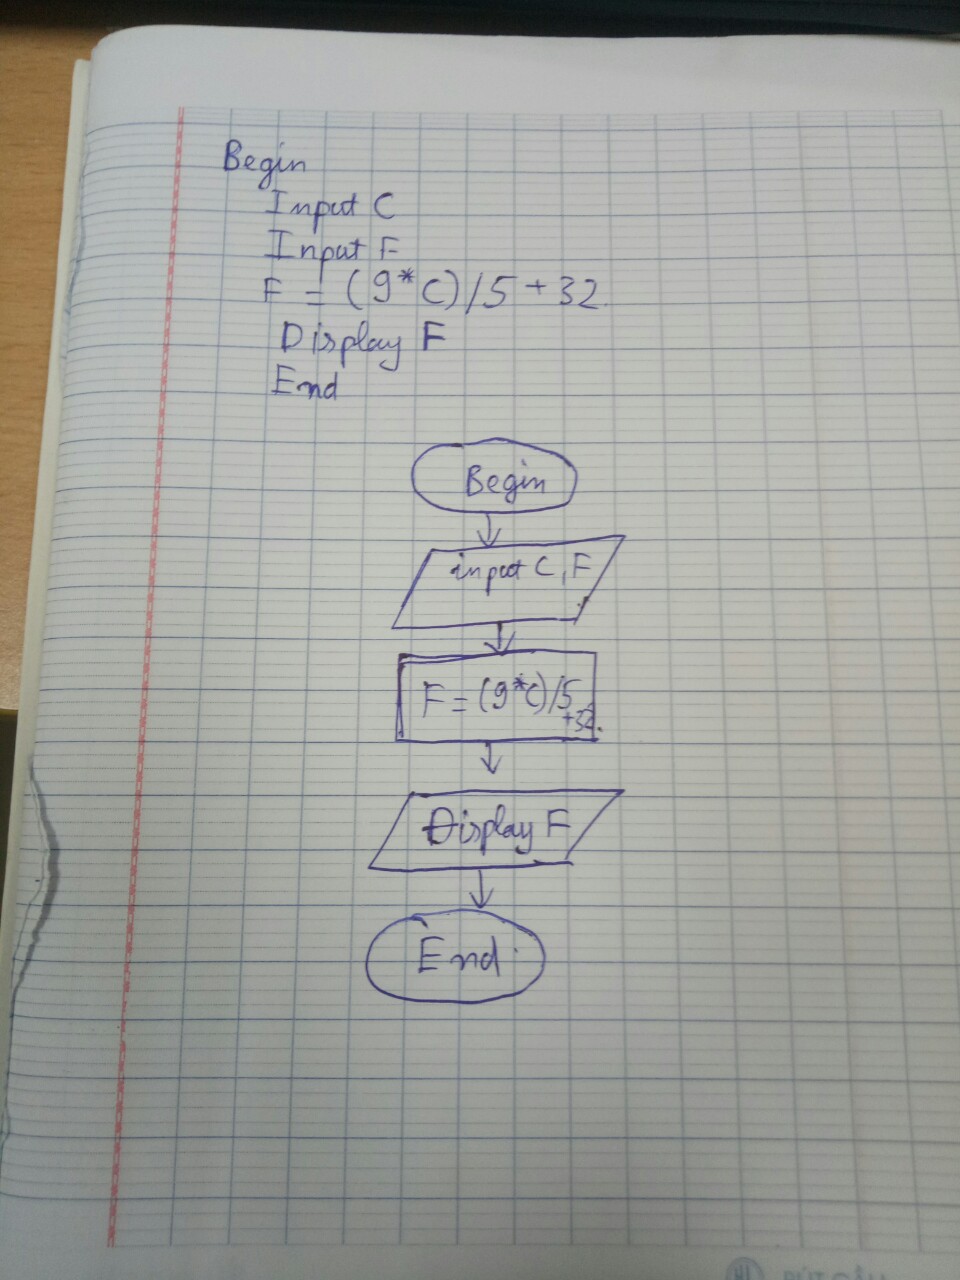 Begin
Input C
Input F
F = (9*C)/5 + 32.
Display F
End
Begin
input C, F
F = (9*C)/5
+32.
Display F
End